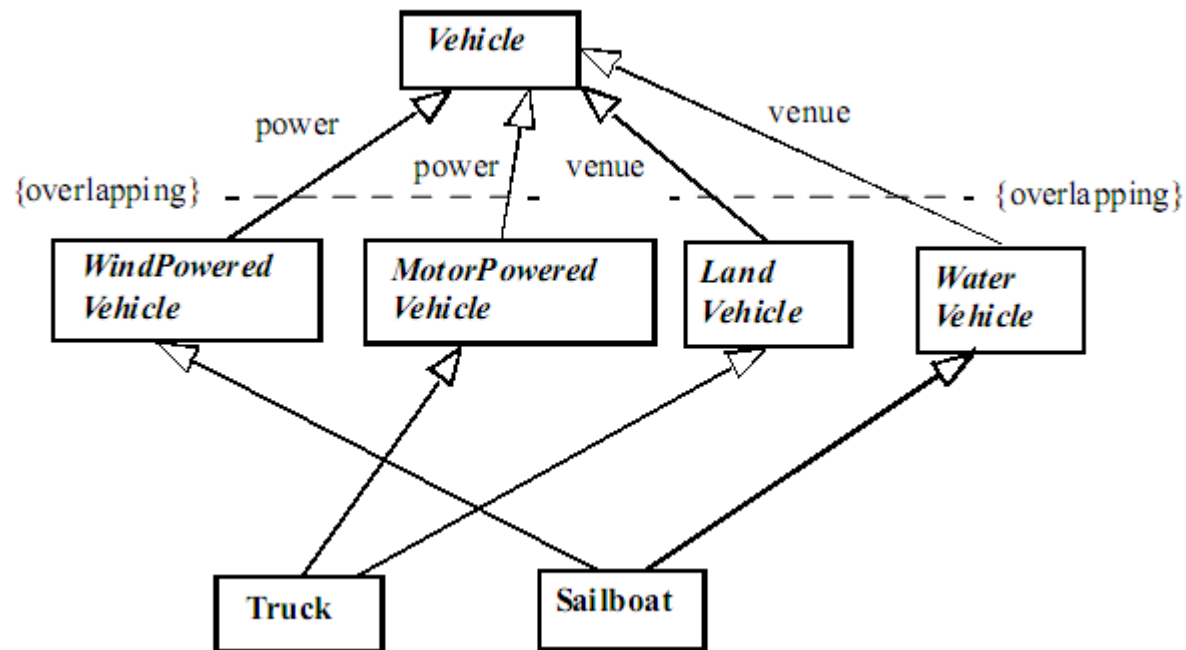 Vehicle
power
venue
power
venue
{overlapping}
{overlapping}
WindPowered
Vehicle
MotorPowered
Vehicle
Land
Vehicle
Water
Vehicle
Truck
Sailboat